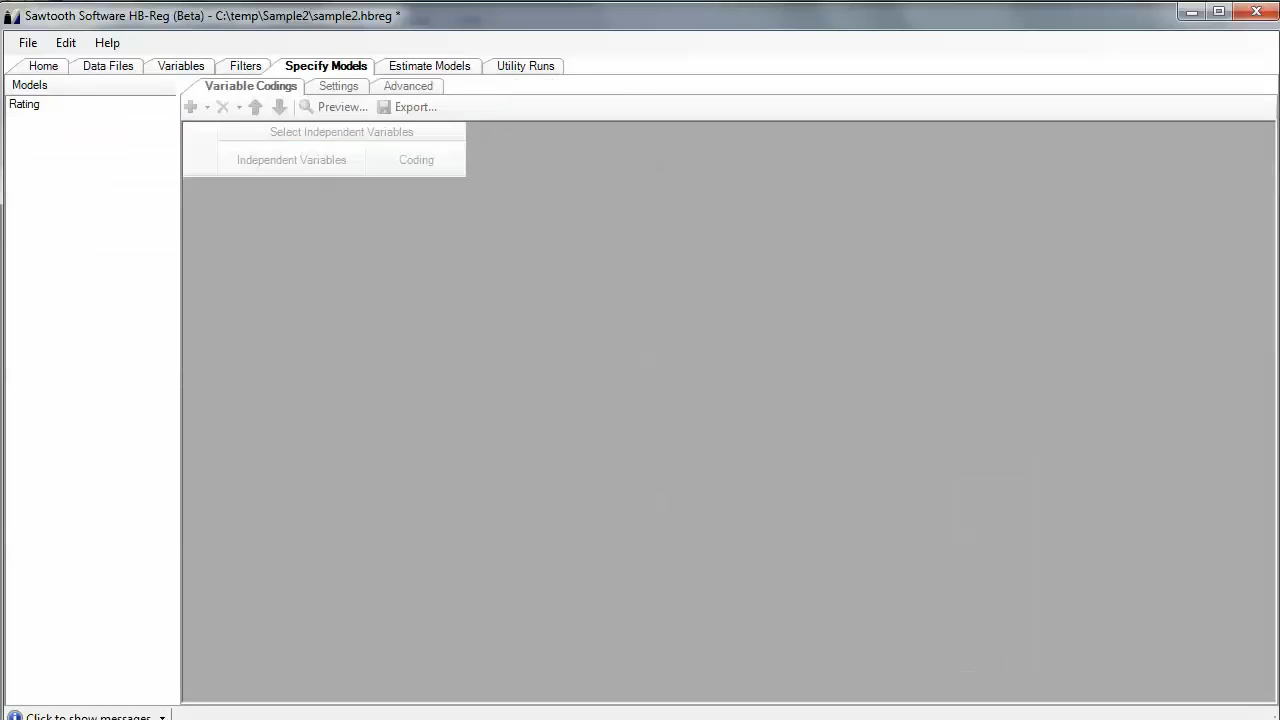 Sawtooth Software HB-Reg (Beta) - C:\temp\Sample2\sample2.hbreg *
File Edit Help
Home Data Files Variables Filters Specify Models Estimate Models Utility Runs
Models
Rating
Variable Codings Settings Advanced
Preview... Export...
Select Independent Variables
Independent Variables Coding
Click to show messages